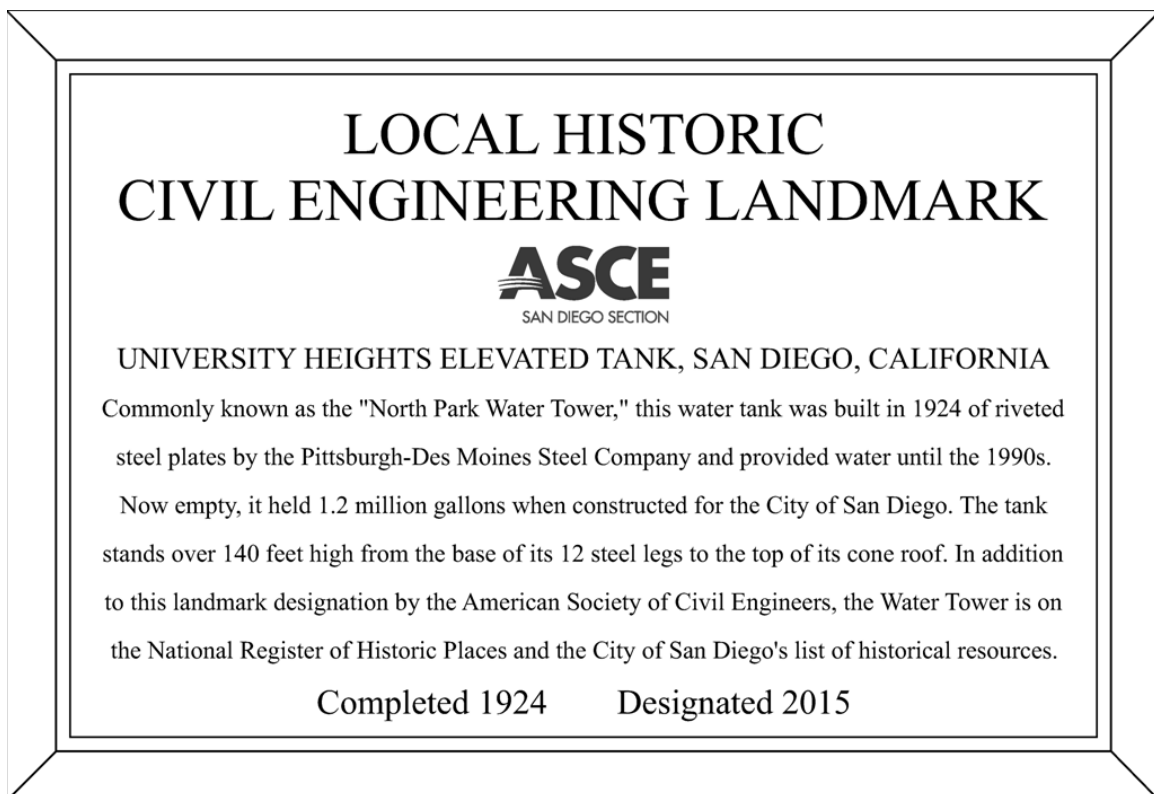 LOCAL HISTORIC
CIVIL ENGINEERING LANDMARK
ASCE
SAN DIEGO SECTION
UNIVERSITY HEIGHTS ELEVATED TANK, SAN DIEGO, CALIFORNIA
Commonly known as the "North Park Water Tower," this water tank was built in 1924 of riveted
steel plates by the Pittsburgh-Des Moines Steel Company and provided water until the 1990s.
Now empty, it held 1.2 million gallons when constructed for the City of San Diego. The tank
stands over 140 feet high from the base of its 12 steel legs to the top of its cone roof. In addition
to this landmark designation by the American Society of Civil Engineers, the Water Tower is on
the National Register of Historic Places and the City of San Diego's list of historical resources.
Completed 1924 Designated 2015